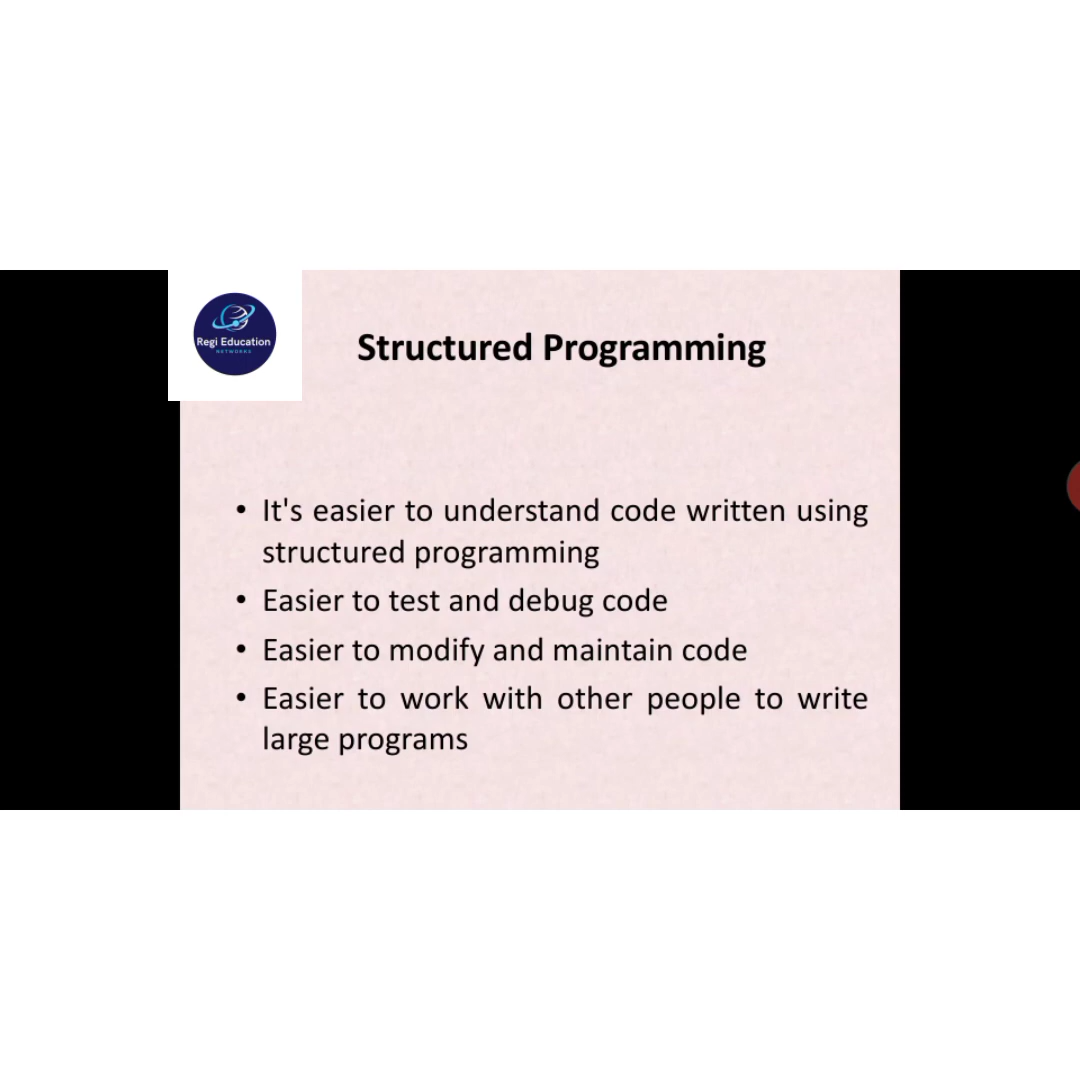 Regi Education
NETWORKS
Structured Programming
• It's easier to understand code written using
structured programming
• Easier to test and debug code
• Easier to modify and maintain code
• Easier to work with other people to write
large programs